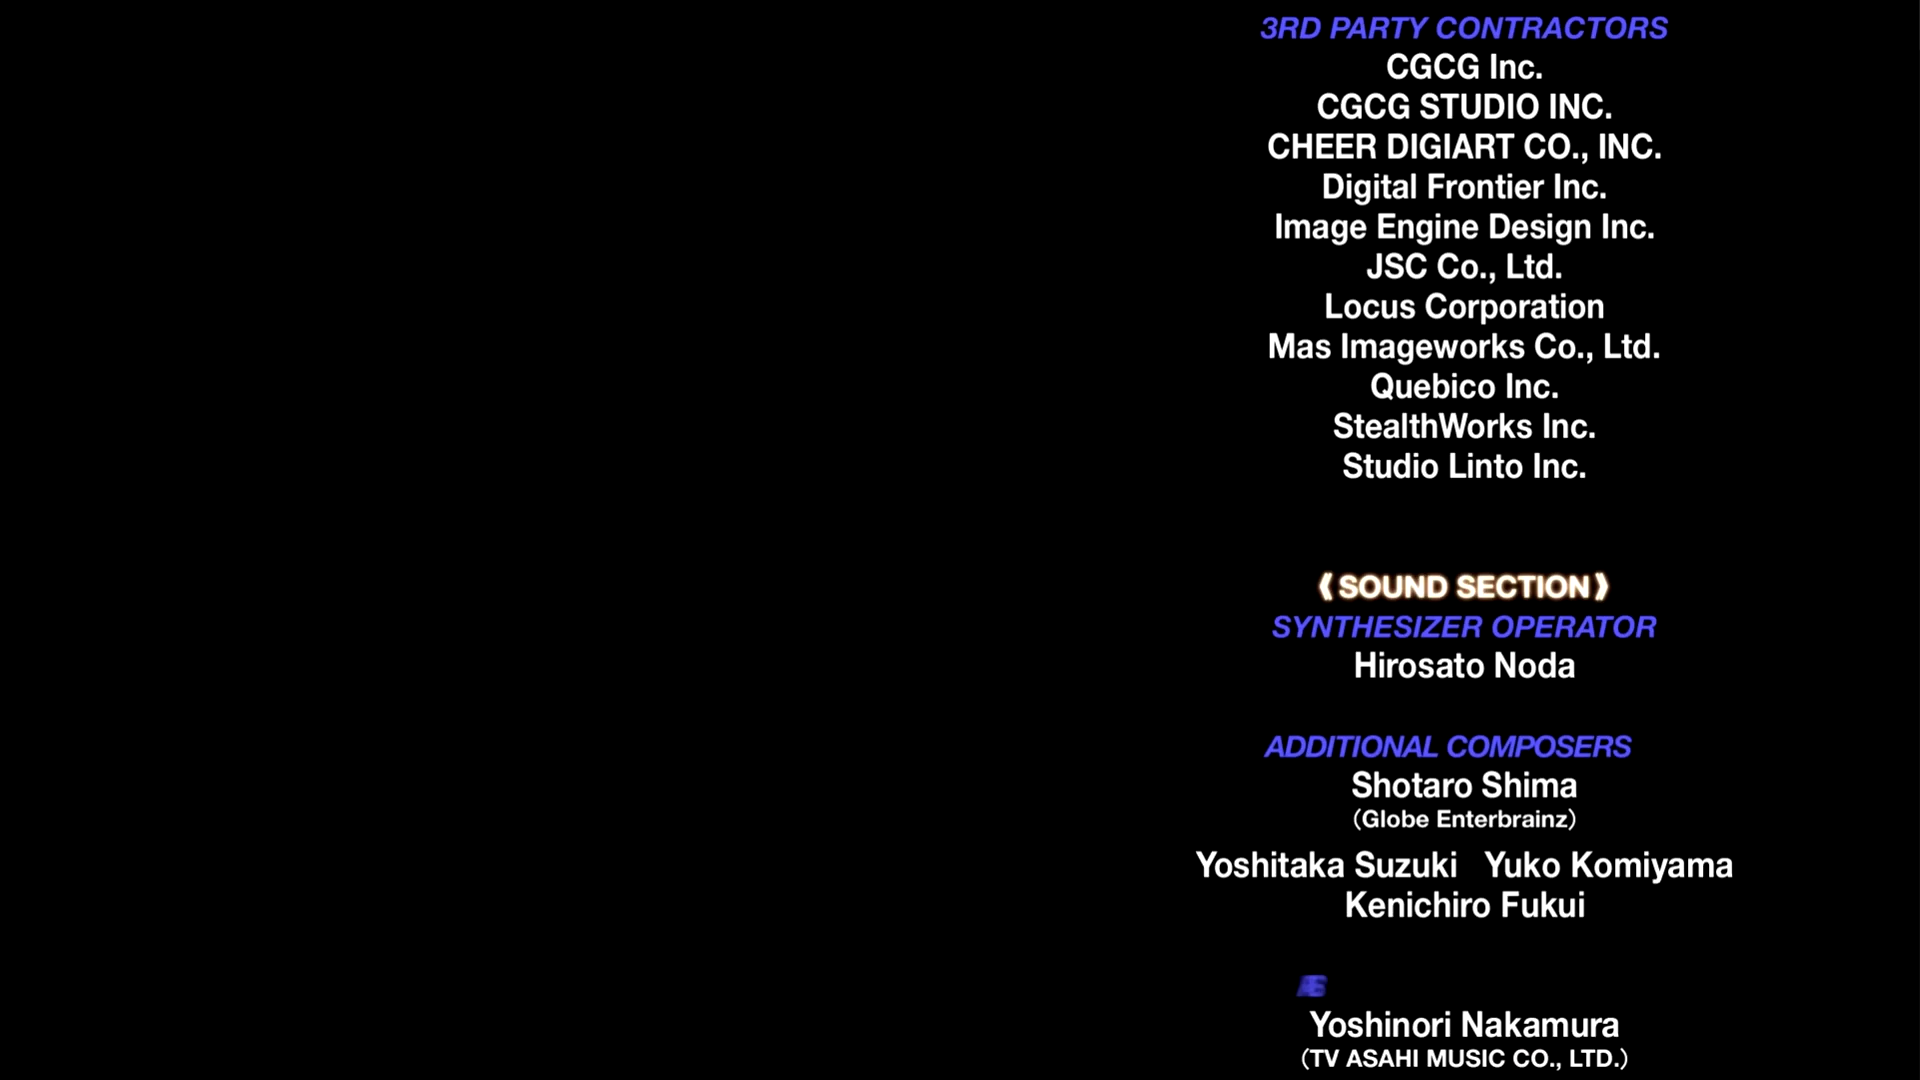 3RD PARTY CONTRACTORS
CGCG Inc.
CGCG STUDIO INC.
CHEER DIGIART CO., INC.
Digital Frontier Inc.
Image Engine Design Inc.
JSC Co., Ltd.
Locus Corporation
Mas Imageworks Co., Ltd.
Quebico Inc.
StealthWorks Inc.
Studio Linto Inc.
《SOUND SECTION》
SYNTHESIZER OPERATOR
Hirosato Noda
ADDITIONAL COMPOSERS
Shotaro Shima
(Globe Enterbrainz)
Yoshitaka Suzuki Yuko Komiyama
Kenichiro Fukui
Yoshinori Nakamura
(TV ASAHI MUSIC CO., LTD.)